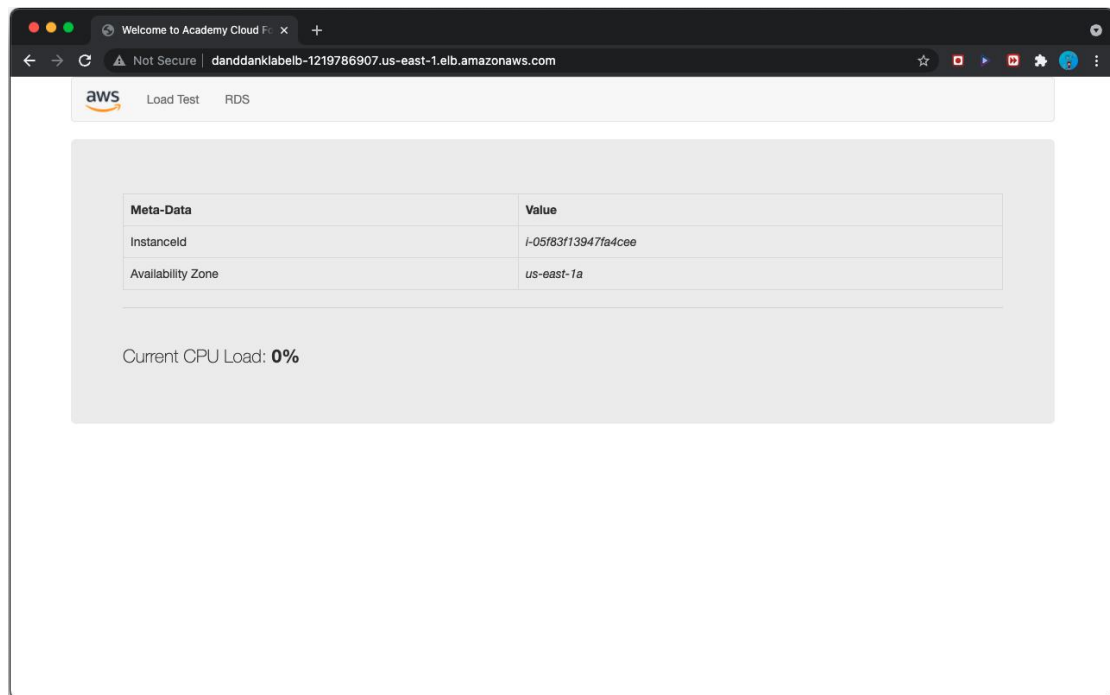 Welcome to Academy Cloud Fo
Not Secure | danddanklabelb-1219786907.us-east-1.elb.amazonaws.com
aws Load Test RDS
Meta-Data Value
InstanceId i-05f83f13947fa4cee
Availability Zone us-east-1a
Current CPU Load: 0%